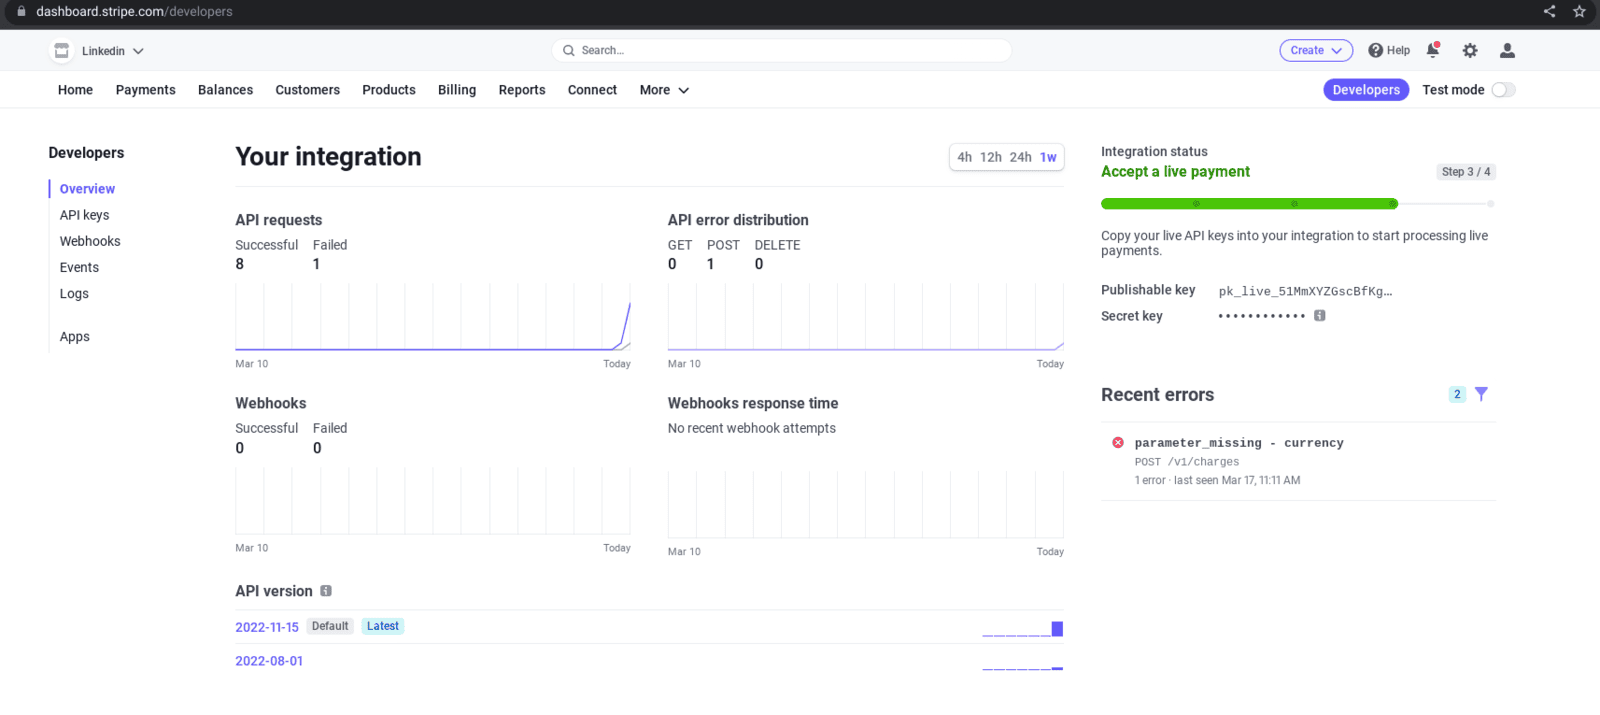 dashboard.stripe.com/developers
Linkedin
Search...
Create
Help
Home Payments Balances Customers Products Billing Reports Connect More
Developers Test mode
Developers
Overview
API keys
Webhooks
Events
Logs
Apps
Your integration
4h 12h 24h 1w
API requests
Successful Failed
8 1
Mar 10 Today
API error distribution
GET POST DELETE
0 1 0
Mar 10 Today
Webhooks
Successful Failed
0 0
Mar 10 Today
Webhooks response time
No recent webhook attempts
Mar 10 Today
API version
2022-11-15 Default Latest
2022-08-01
Integration status
Accept a live payment
Step 3 / 4
Copy your live API keys into your integration to start processing live
payments.
Publishable key pk_live_51MmXYZGscBfKg…
Secret key ••••••••••••
Recent errors 2
parameter_missing - currency
POST /v1/charges
1 error · last seen Mar 17, 11:11 AM